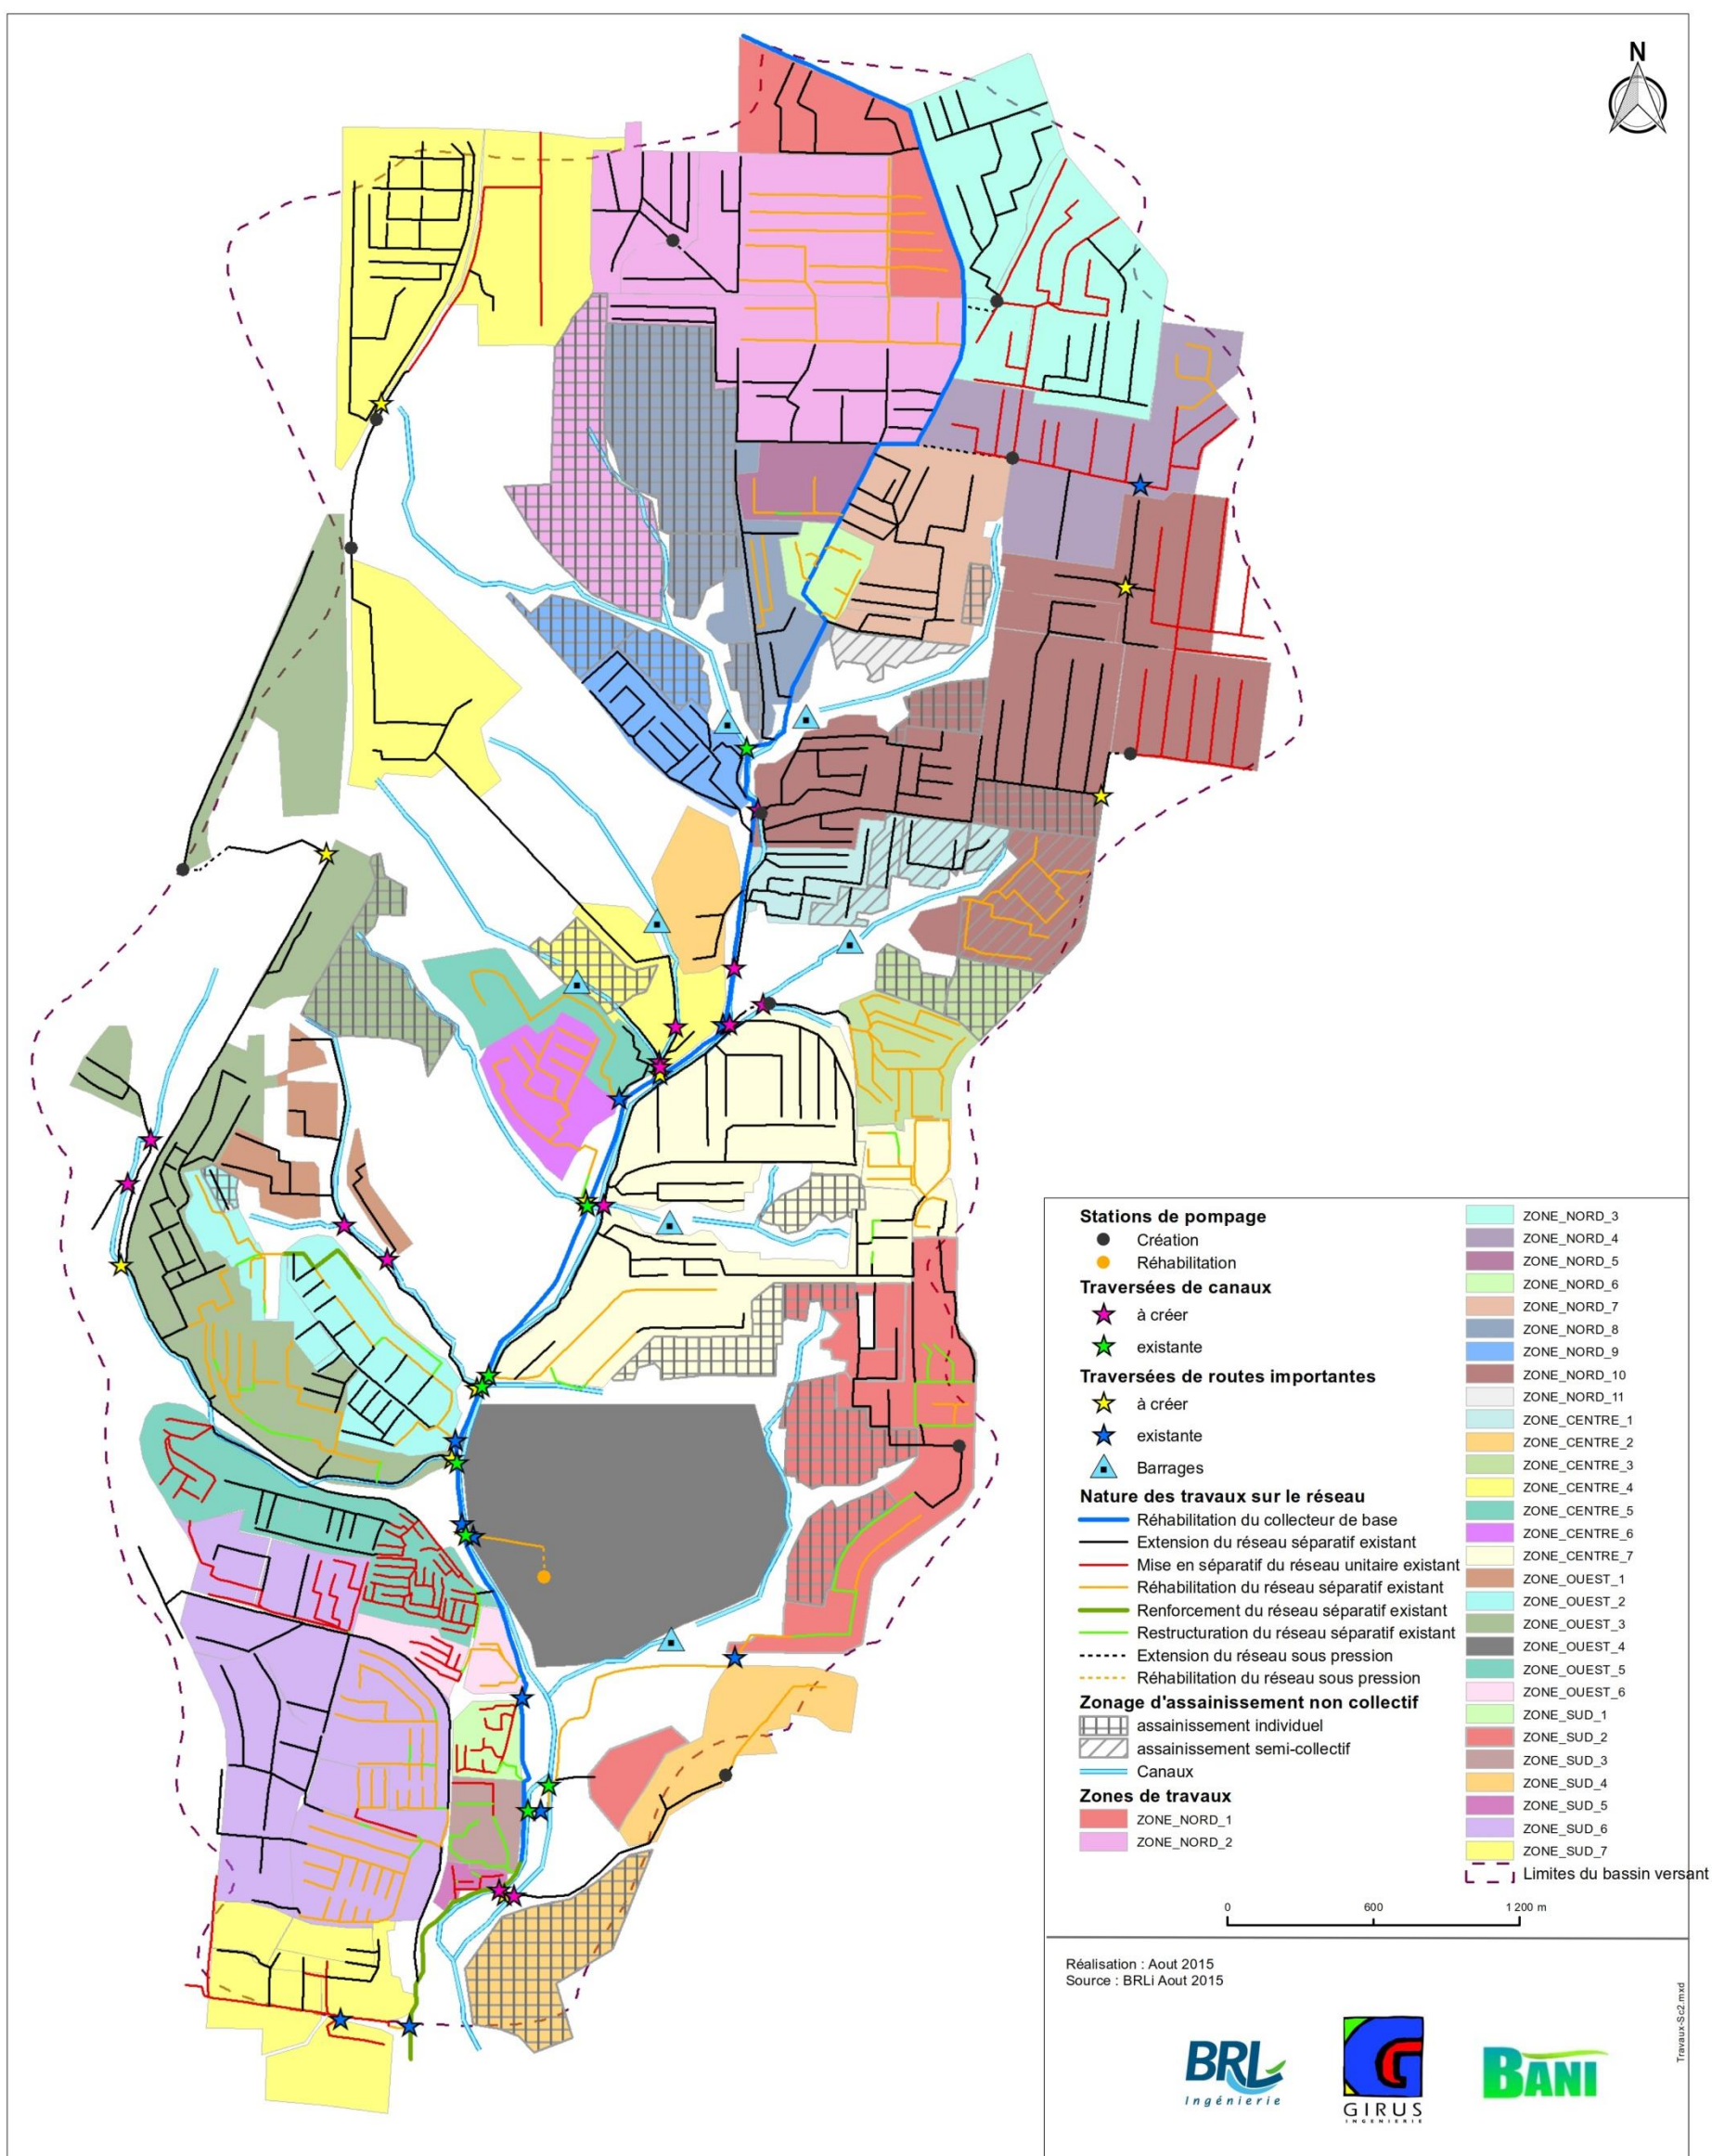 N
Stations de pompage
Création
Réhabilitation
Traversées de canaux
à créer
existante
Traversées de routes importantes
à créer
existante
Barrages
Nature des travaux sur le réseau
Réhabilitation du collecteur de base
Extension du réseau séparatif existant
Mise en séparatif du réseau unitaire existant
Réhabilitation du réseau séparatif existant
Renforcement du réseau séparatif existant
Restructuration du réseau séparatif existant
Extension du réseau sous pression
Réhabilitation du réseau sous pression
Zonage d'assainissement non collectif
assainissement individuel
assainissement semi-collectif
Canaux
Zones de travaux
ZONE_NORD_1
ZONE_NORD_2
ZONE_NORD_3
ZONE_NORD_4
ZONE_NORD_5
ZONE_NORD_6
ZONE_NORD_7
ZONE_NORD_8
ZONE_NORD_9
ZONE_NORD_10
ZONE_NORD_11
ZONE_CENTRE_1
ZONE_CENTRE_2
ZONE_CENTRE_3
ZONE_CENTRE_4
ZONE_CENTRE_5
ZONE_CENTRE_6
ZONE_CENTRE_7
ZONE_OUEST_1
ZONE_OUEST_2
ZONE_OUEST_3
ZONE_OUEST_4
ZONE_OUEST_5
ZONE_OUEST_6
ZONE_SUD_1
ZONE_SUD_2
ZONE_SUD_3
ZONE_SUD_4
ZONE_SUD_5
ZONE_SUD_6
ZONE_SUD_7
Limites du bassin versant
0 600 1 200 m
Réalisation : Aout 2015
Source : BRLi Aout 2015
Travaux-Sc2.mxd
BRL
Ingénierie
GIRUS
INGENIERIE
BANI